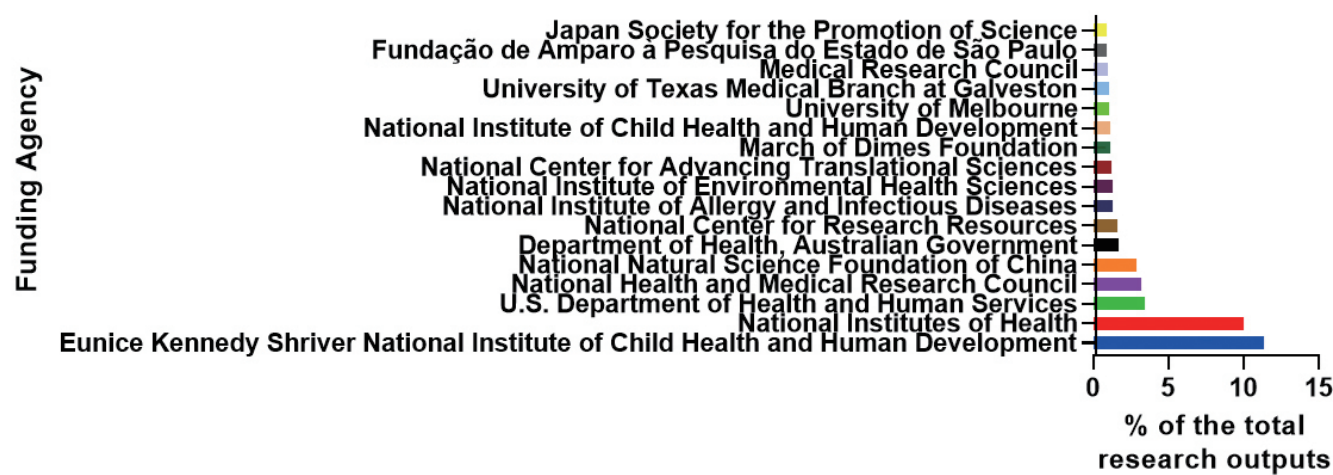 Funding Agency
Japan Society for the Promotion of Science
Fundação de Amparo à Pesquisa do Estado de São Paulo
Medical Research Council
University of Texas Medical Branch at Galveston
University of Melbourne
National Institute of Child Health and Human Development
March of Dimes Foundation
National Center for Advancing Translational Sciences
National Institute of Environmental Health Sciences
National Institute of Allergy and Infectious Diseases
National Center for Research Resources
Department of Health, Australian Government
National Natural Science Foundation of China
National Health and Medical Research Council
U.S. Department of Health and Human Services
National Institutes of Health
Eunice Kennedy Shriver National Institute of Child Health and Human Development
0 5 10 15
% of the total
research outputs